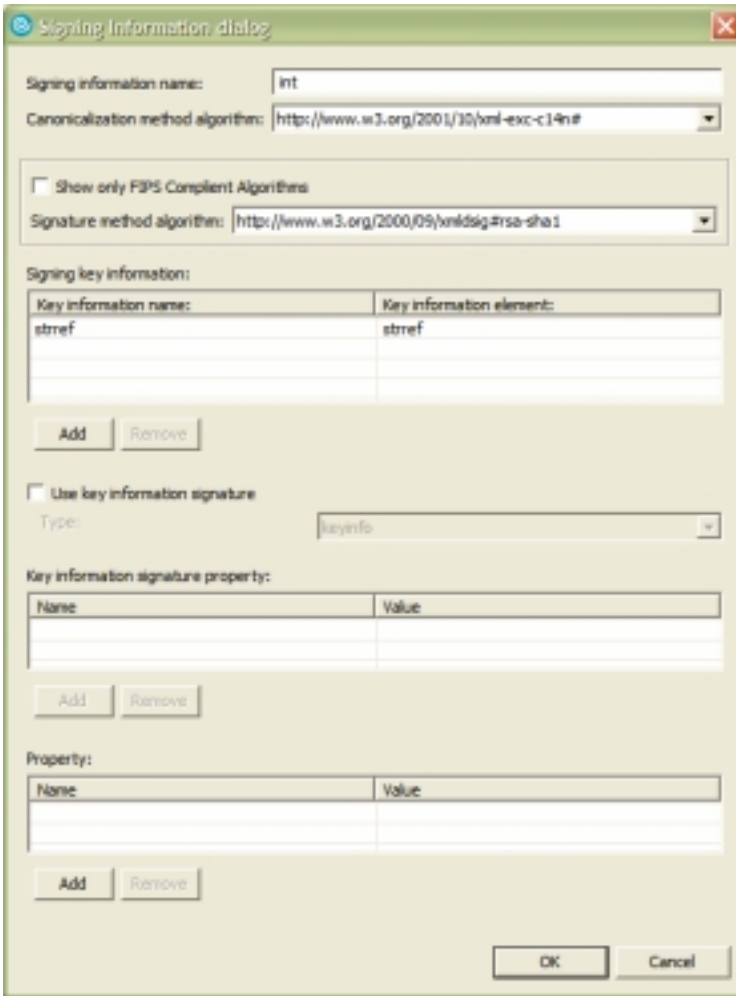 Signing Information dialog
Signing information name: int
Canonicalization method algorithm: http://www.w3.org/2001/10/xml-exc-c14n#
Show only FIPS Complient Algorithms
Signature method algorithm: http://www.w3.org/2000/09/xmldsig#rsa-sha1
Signing key information:
Key information name: Key information element:
strref strref
Add Remove
Use key information signature
Type: keyinfo
Key information signature property:
Name Value
Add Remove
Property:
Name Value
Add Remove
OK Cancel